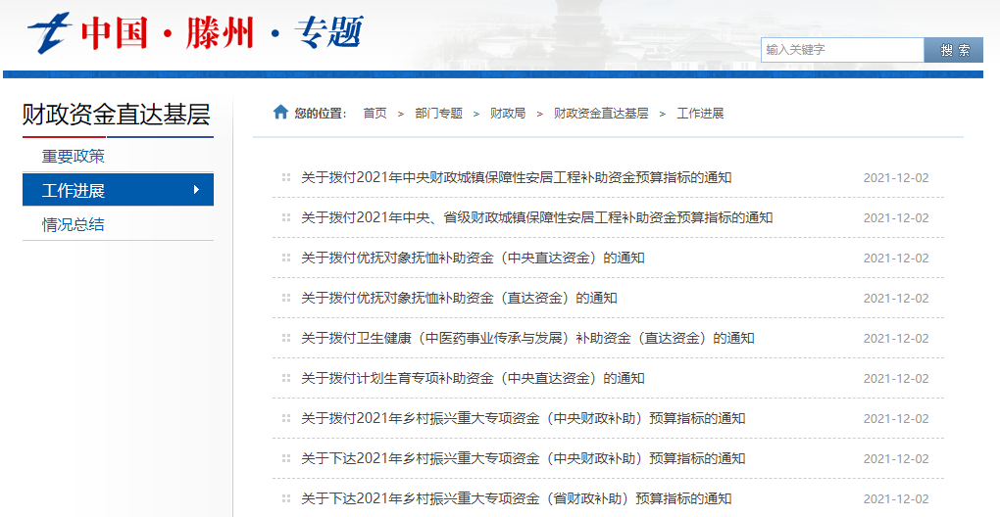 中国·滕州·专题
输入关键字 搜 索
财政资金直达基层
重要政策
工作进展
情况总结
您的位置： 首页 > 部门专题 > 财政局 > 财政资金直达基层 > 工作进展
关于拨付2021年中央财政城镇保障性安居工程补助资金预算指标的通知 2021-12-02
关于拨付2021年中央、省级财政城镇保障性安居工程补助资金预算指标的通知 2021-12-02
关于拨付优抚对象抚恤补助资金（中央直达资金）的通知 2021-12-02
关于拨付优抚对象抚恤补助资金（直达资金）的通知 2021-12-02
关于拨付卫生健康（中医药事业传承与发展）补助资金（直达资金）的通知 2021-12-02
关于拨付计划生育专项补助资金（中央直达资金）的通知 2021-12-02
关于拨付2021年乡村振兴重大专项资金（中央财政补助）预算指标的通知 2021-12-02
关于下达2021年乡村振兴重大专项资金（中央财政补助）预算指标的通知 2021-12-02
关于下达2021年乡村振兴重大专项资金（省财政补助）预算指标的通知 2021-12-02